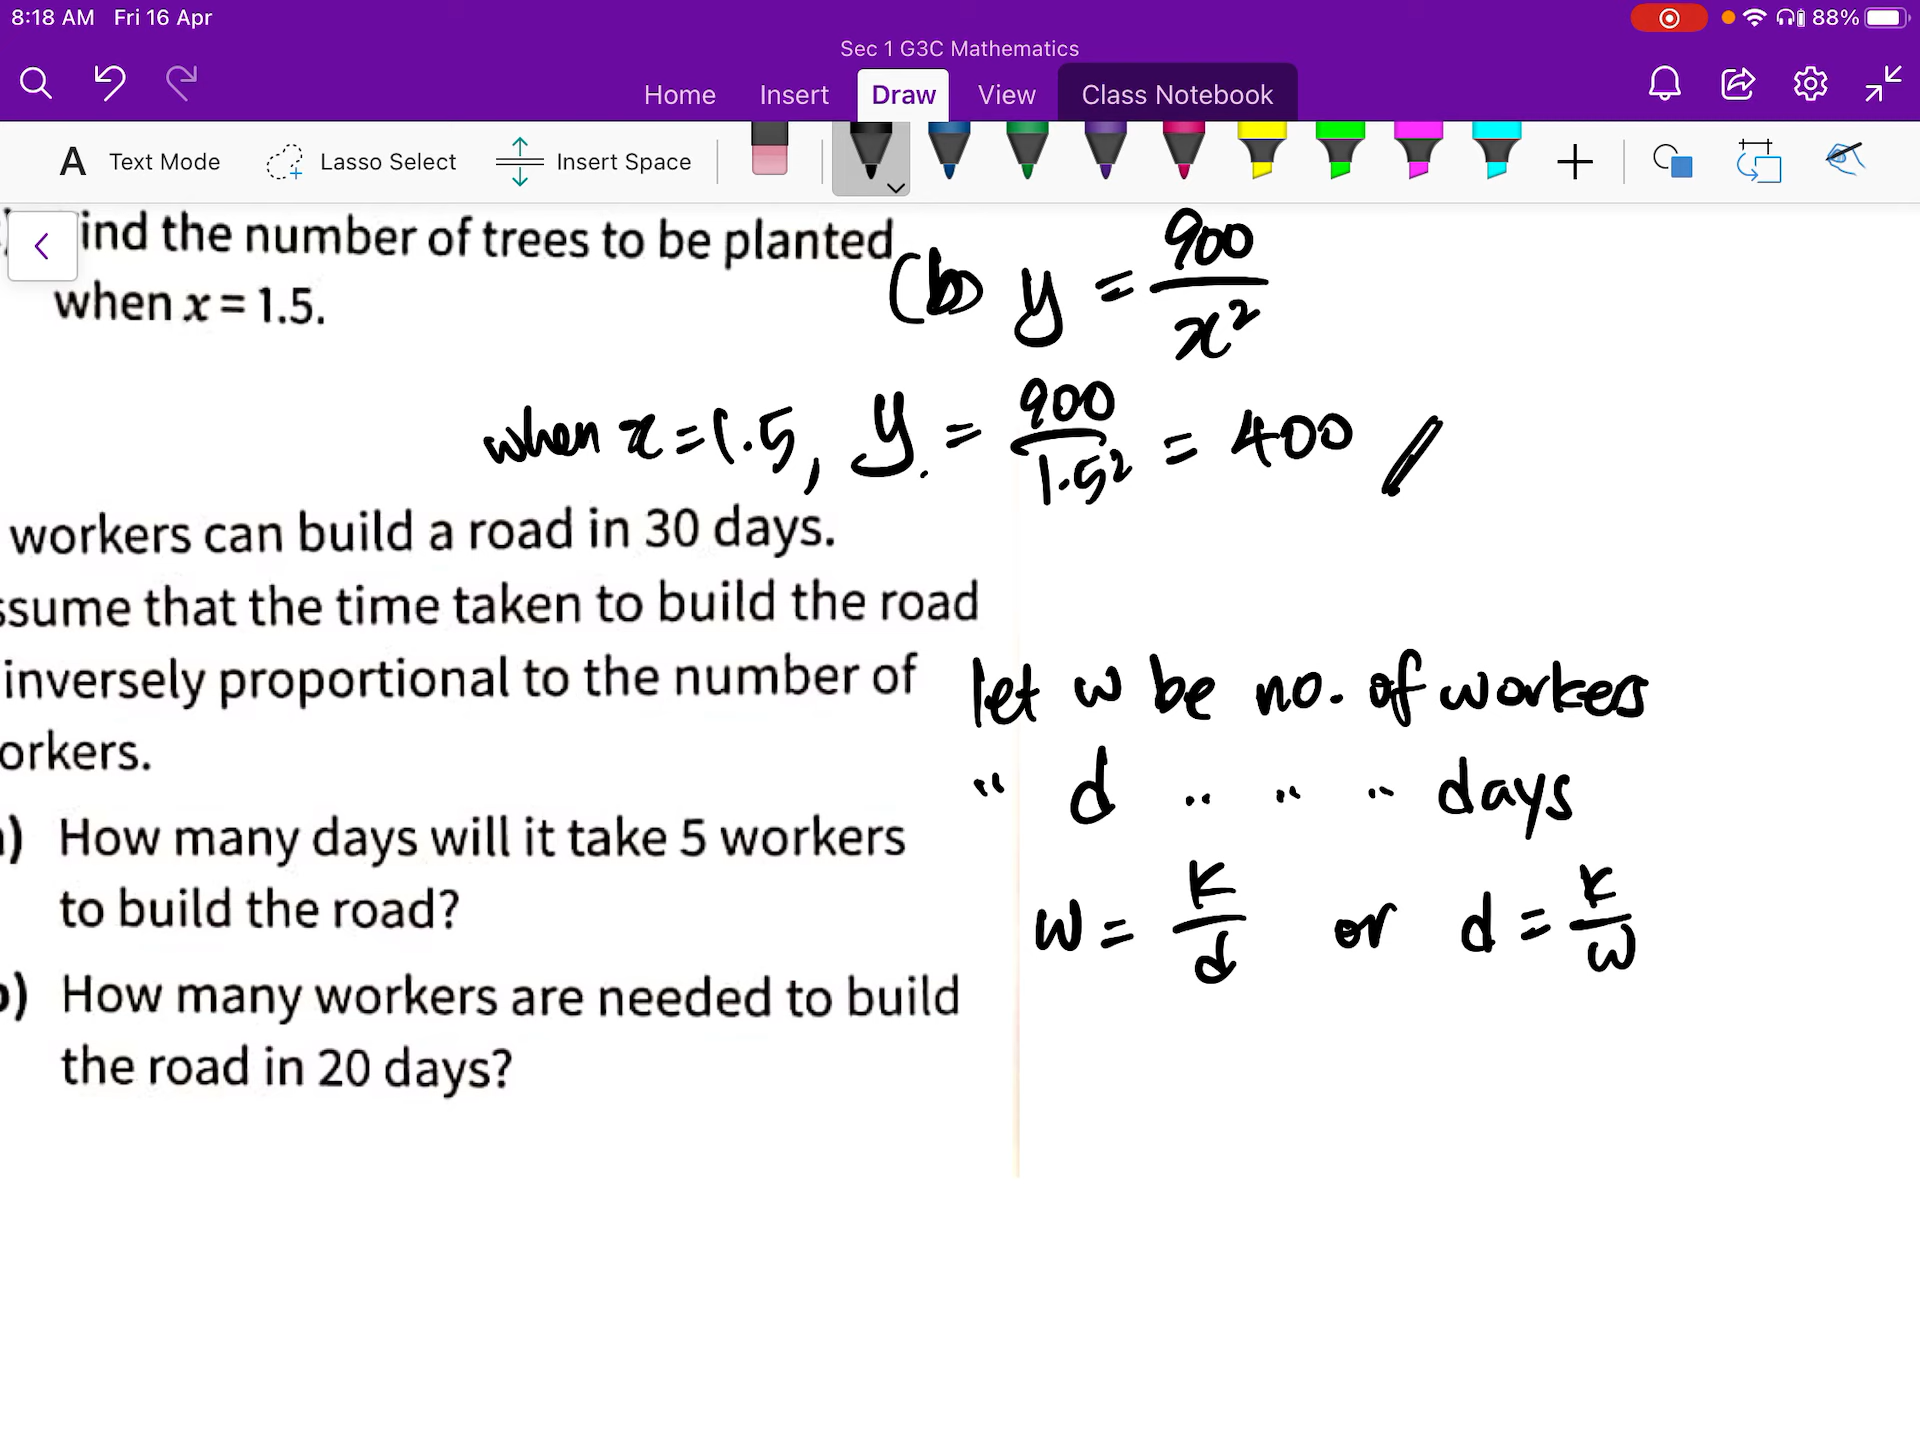 8:18 AM Fri 16 Apr 88%
Sec 1 G3C Mathematics
Home Insert Draw View Class Notebook
A Text Mode Lasso Select Insert Space
ind the number of trees to be planted
when x = 1.5.
(b) y = 900/x²
when x = 1.5, y = 900/1.5² = 400
workers can build a road in 30 days.
ssume that the time taken to build the road
inversely proportional to the number of
orkers.
let w be no. of workers
" d " " " days
w = k/d or d = k/w
) How many days will it take 5 workers
to build the road?
) How many workers are needed to build
the road in 20 days?